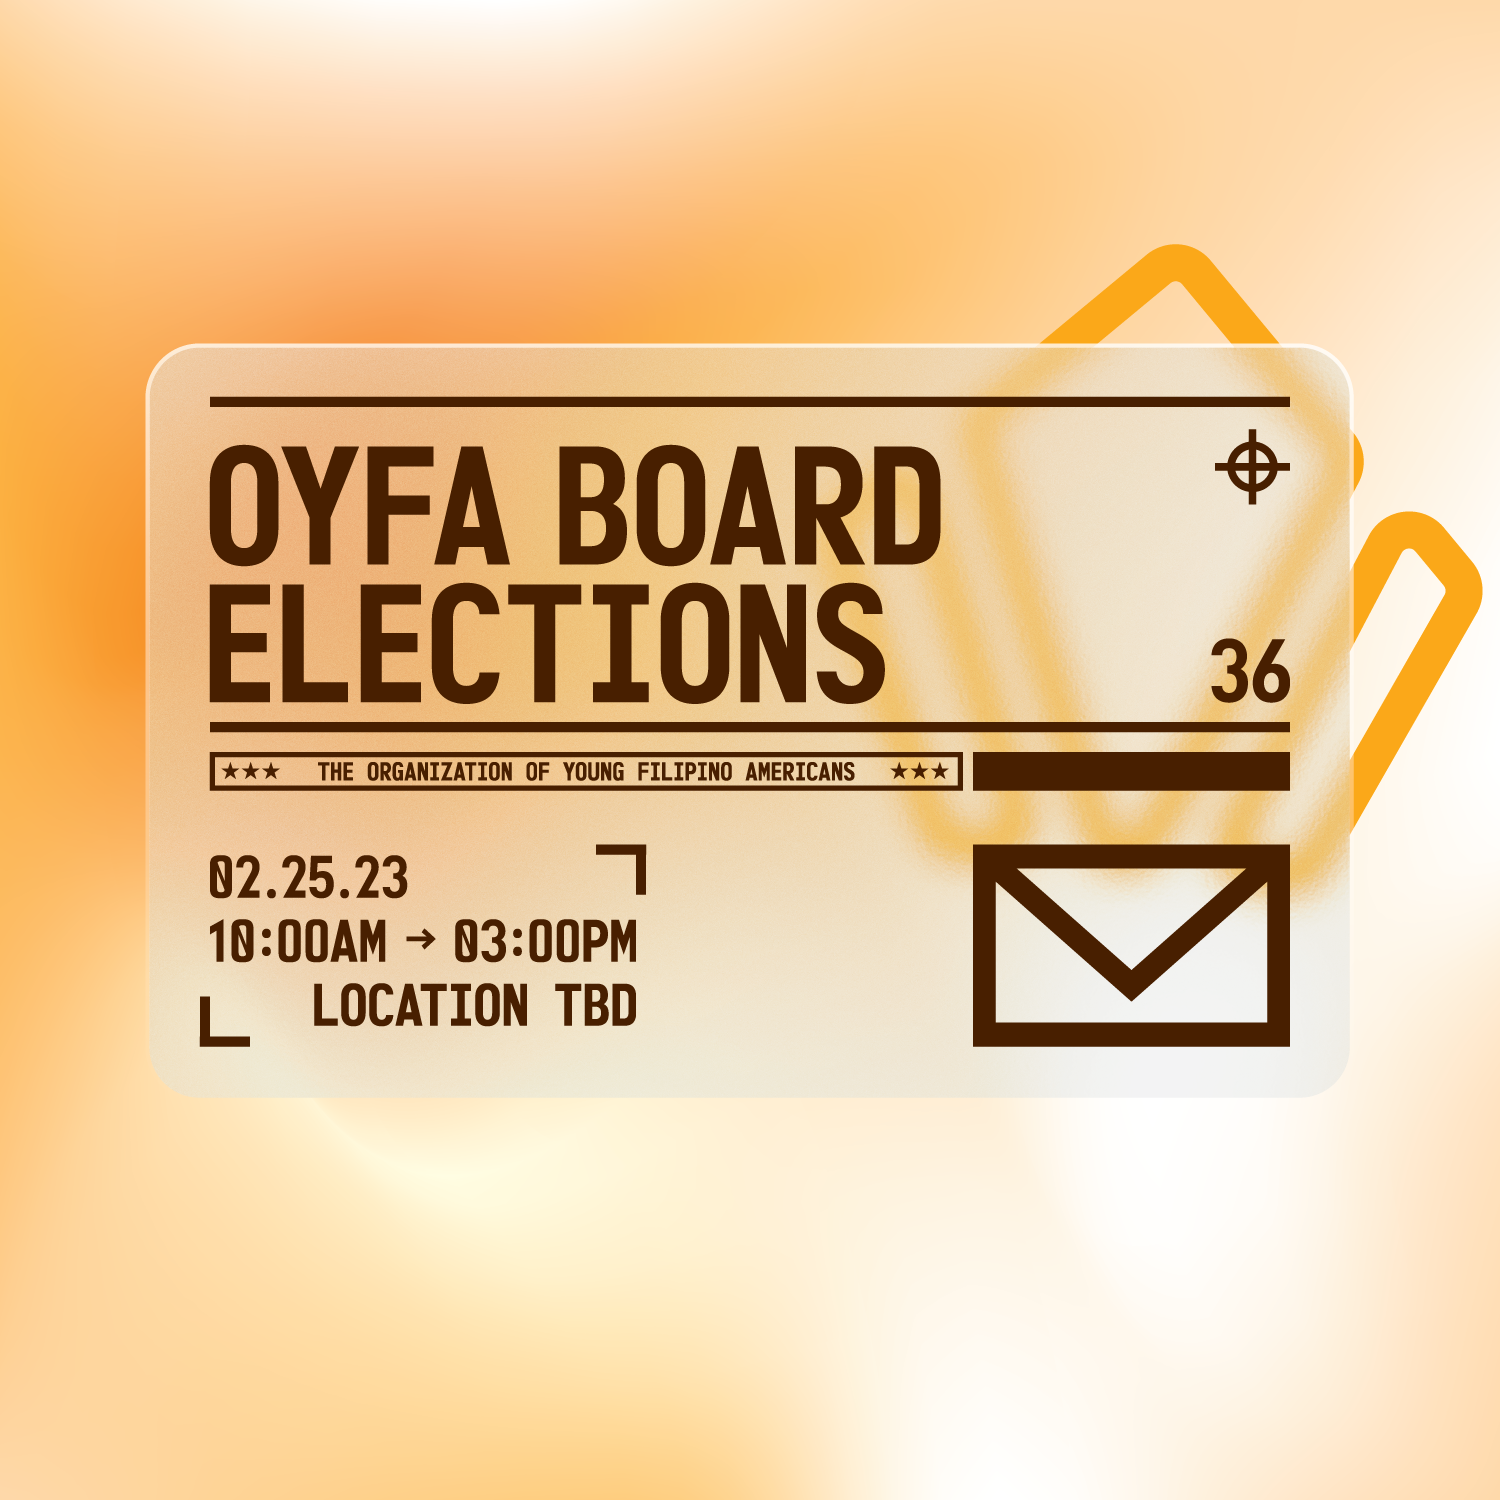 OYFA BOARD
ELECTIONS
36
★★★ THE ORGANIZATION OF YOUNG FILIPINO AMERICANS ★★★
02.25.23
10:00AM → 03:00PM
LOCATION TBD